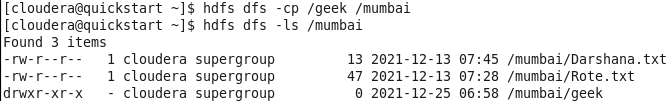 [cloudera@quickstart ~]$ hdfs dfs -cp /geek /mumbai
[cloudera@quickstart ~]$ hdfs dfs -ls /mumbai
Found 3 items
-rw-r--r--   1 cloudera supergroup         13 2021-12-13 07:45 /mumbai/Darshana.txt
-rw-r--r--   1 cloudera supergroup         47 2021-12-13 07:28 /mumbai/Rote.txt
drwxr-xr-x   - cloudera supergroup          0 2021-12-25 06:58 /mumbai/geek